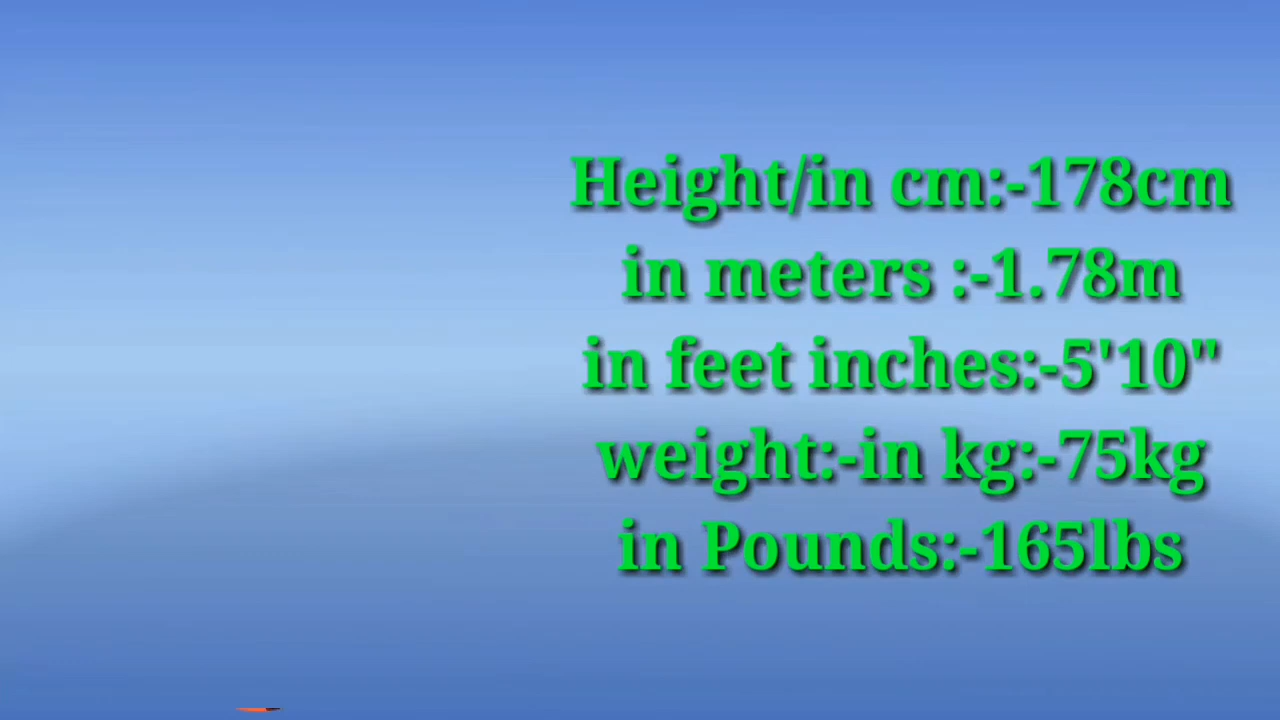 Height/in cm:-178cm
in meters :-1.78m
in feet inches:-5'10"
weight:-in kg:-75kg
in Pounds:-165lbs